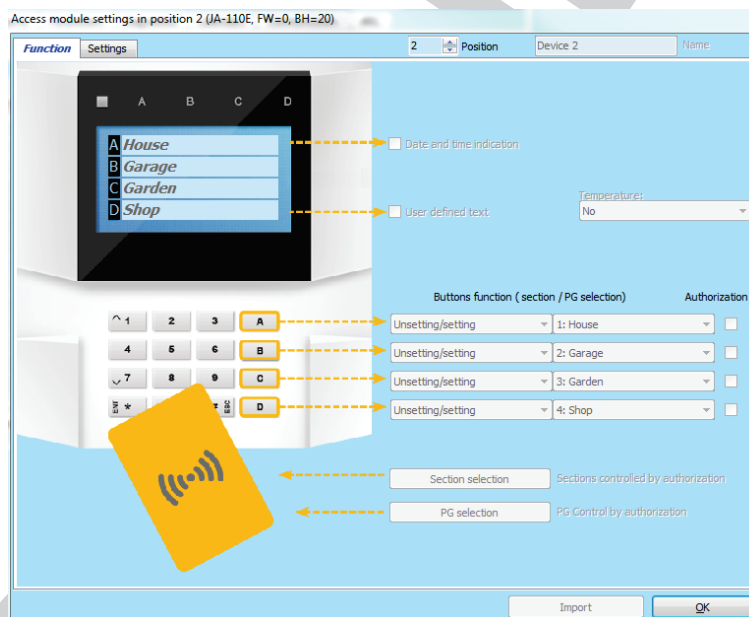 Access module settings in position 2 (JA-110E, FW=0, BH=20)
Function Settings 2 Position Device 2 Name
A B C D
A House
B Garage
C Garden
D Shop
Date and time indication
User defined text
Temperature:
No
Buttons function ( section / PG selection) Authorization
1 2 3 A
Unsetting/setting 1: House
4 5 6 B
Unsetting/setting 2: Garage
7 8 9 C
Unsetting/setting 3: Garden
ENT * ESC D
Unsetting/setting 4: Shop
Section selection Sections controlled by authorization
PG selection PG Control by authorization
Import OK